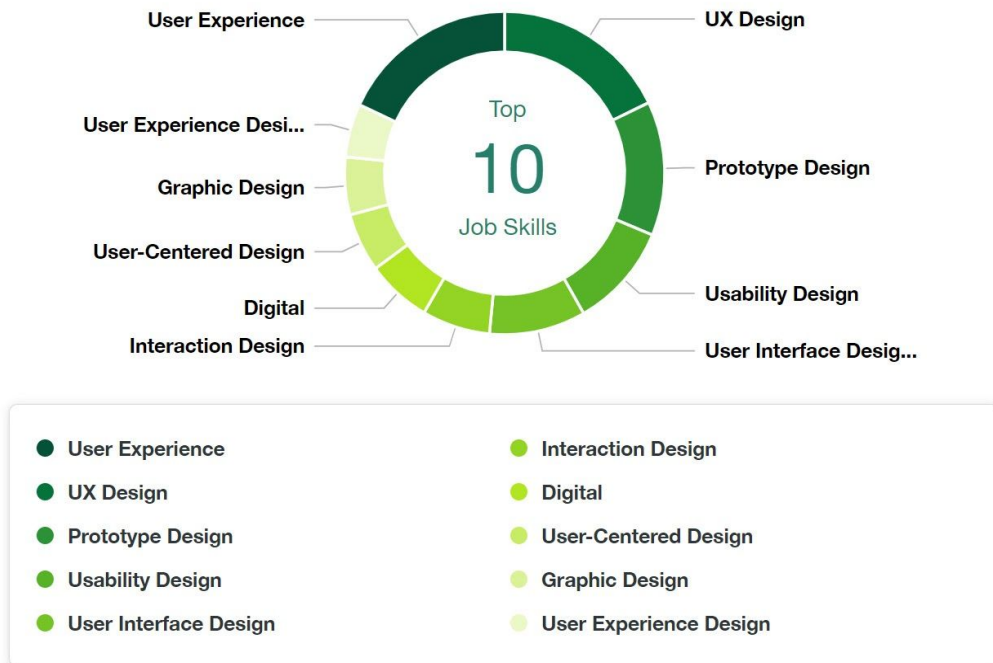 User Experience
UX Design
User Experience Desi...
Prototype Design
Graphic Design
User-Centered Design
Digital
Usability Design
Interaction Design
User Interface Desig...
Top
10
Job Skills
User Experience
UX Design
Prototype Design
Usability Design
User Interface Design
Interaction Design
Digital
User-Centered Design
Graphic Design
User Experience Design